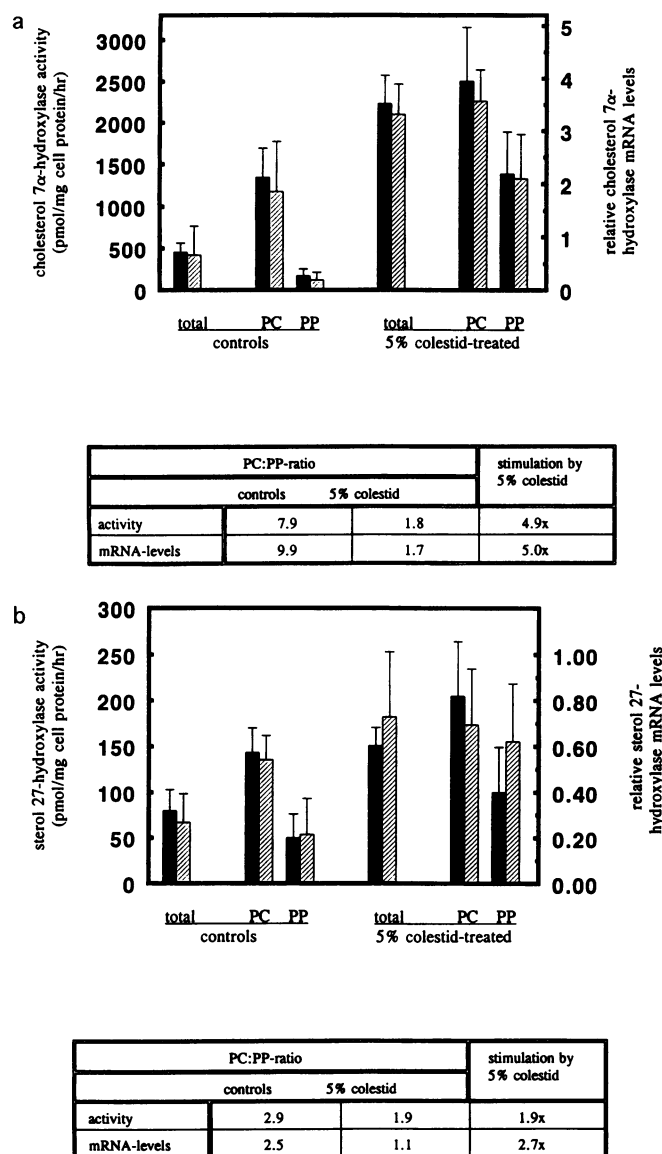 a
cholesterol 7α-hydroxylase activity
(pmol/mg cell protein/hr)
3000
2500
2000
1500
1000
500
0
5
4
3
2
1
0
relative cholesterol 7α-
hydroxylase mRNA levels
total PC PP total PC PP
controls 5% colestid-treated
PC:PP-ratio stimulation by
5% colestid
controls 5% colestid
activity 7.9 1.8 4.9x
mRNA-levels 9.9 1.7 5.0x
b
sterol 27-hydroxylase activity
(pmol/mg cell protein/hr)
300
250
200
150
100
50
0
1.00
0.80
0.60
0.40
0.20
0.00
relative sterol 27-
hydroxylase mRNA levels
total PC PP total PC PP
controls 5% colestid-treated
PC:PP-ratio stimulation by
5% colestid
controls 5% colestid
activity 2.9 1.9 1.9x
mRNA-levels 2.5 1.1 2.7x